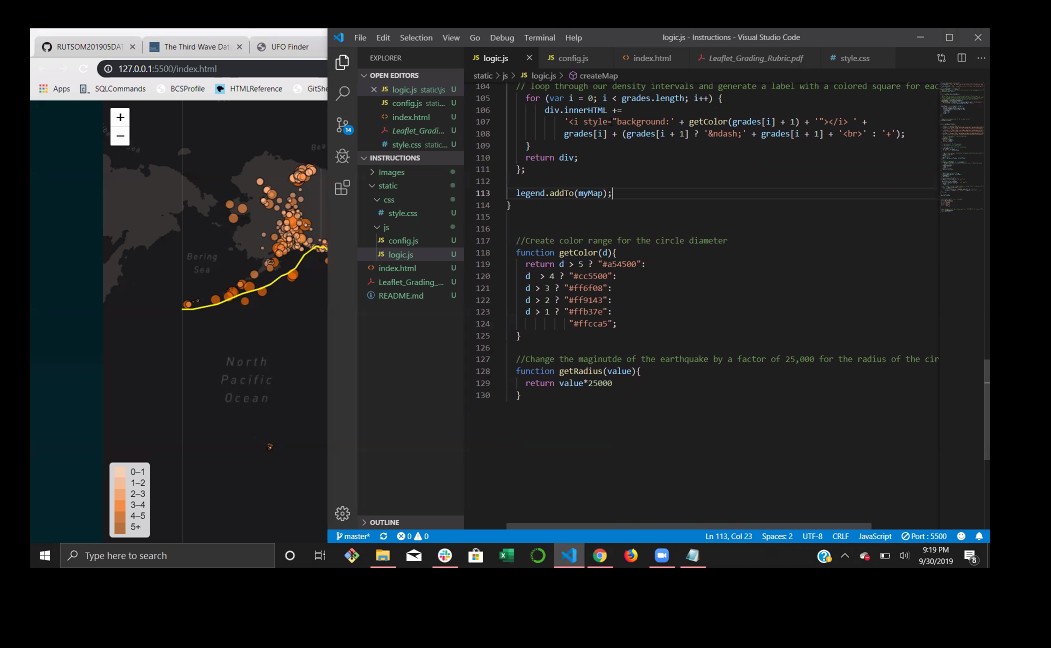 RUTSOM201905DA
The Third Wave Dat
UFO Finder
127.0.0.1:5500/index.html
Apps
SQLCommands
BCSProfile
HTMLReference
GitShe
+
−
Bering
Sea
North
Pacific
Ocean
0–1
1–2
2–3
3–4
4–5
5+
File Edit Selection View Go Debug Terminal Help
logic.js - Instructions - Visual Studio Code
EXPLORER
OPEN EDITORS
logic.js static\js
config.js stati...
index.html
Leaflet_Gradi...
style.css static...
INSTRUCTIONS
Images
static
css
style.css U
js
config.js U
logic.js U
index.html U
Leaflet_Grading_... U
README.md U
OUTLINE
JS logic.js
JS config.js
index.html
Leaflet_Grading_Rubric.pdf
# style.css
static > js > JS logic.js > createMap
104 // loop through our density intervals and generate a label with a colored square for eac
105 for (var i = 0; i < grades.length; i++) {
106 div.innerHTML +=
107 '<i style="background:' + getColor(grades[i] + 1) + '"></i> ' +
108 grades[i] + (grades[i + 1] ? '&ndash;' + grades[i + 1] + '<br>' : '+');
109 }
110 return div;
111 };
112
113 legend.addTo(myMap);
114 }
115
116
117 //Create color range for the circle diameter
118 function getColor(d){
119 return d > 5 ? "#a54500":
120 d > 4 ? "#cc5500":
121 d > 3 ? "#ff6f08":
122 d > 2 ? "#ff9143":
123 d > 1 ? "#ffb37e":
124 "#ffcca5";
125 }
126
127 //Change the maginutde of the earthquake by a factor of 25,000 for the radius of the cir
128 function getRadius(value){
129 return value*25000
130 }
master* 0 0
Ln 113, Col 23 Spaces: 2 UTF-8 CRLF JavaScript Port : 5500
Type here to search
9:19 PM
9/30/2019